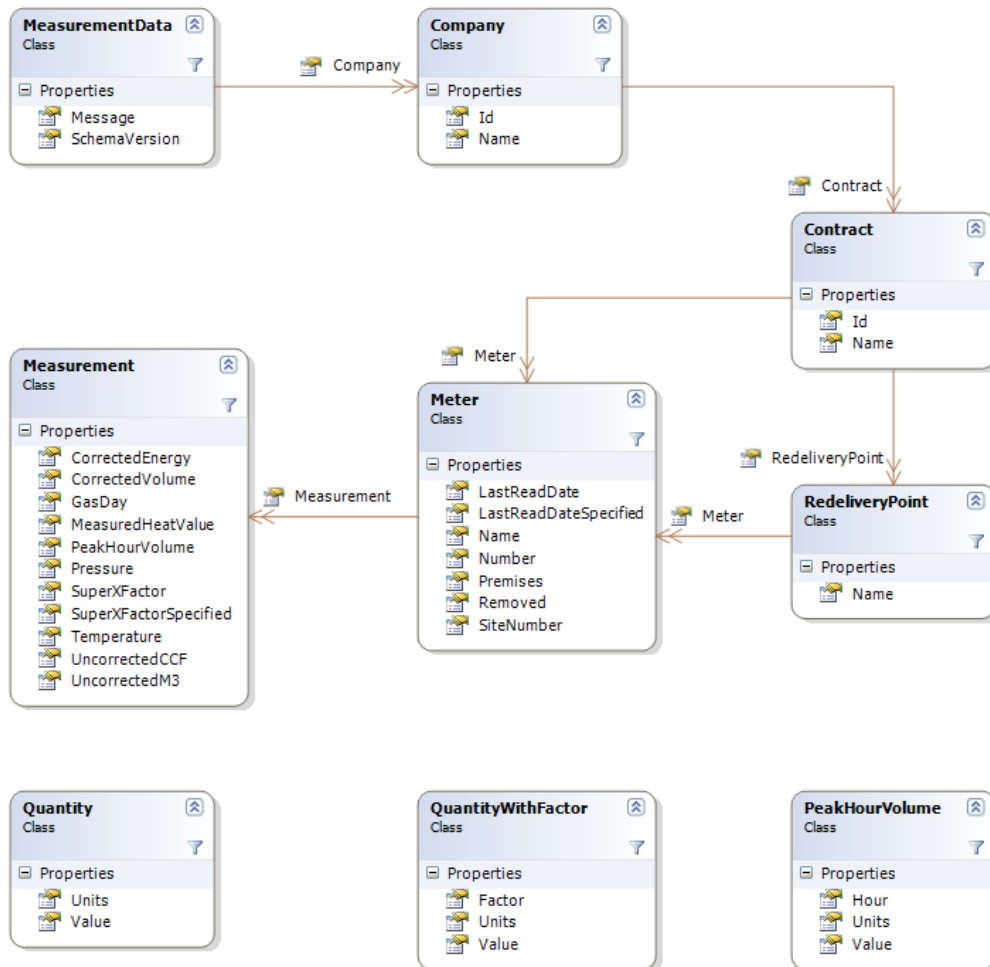 MeasurementData
Class
Properties
Message
SchemaVersion
Company
Company
Class
Properties
Id
Name
Contract
Contract
Class
Properties
Id
Name
Meter
Measurement
Class
Properties
CorrectedEnergy
CorrectedVolume
GasDay
MeasuredHeatValue
PeakHourVolume
Pressure
SuperXFactor
SuperXFactorSpecified
Temperature
UncorrectedCCF
UncorrectedM3
Measurement
Meter
Class
Properties
LastReadDate
LastReadDateSpecified
Name
Number
Premises
Removed
SiteNumber
Meter
RedeliveryPoint
RedeliveryPoint
Class
Properties
Name
Quantity
Class
Properties
Units
Value
QuantityWithFactor
Class
Properties
Factor
Units
Value
PeakHourVolume
Class
Properties
Hour
Units
Value